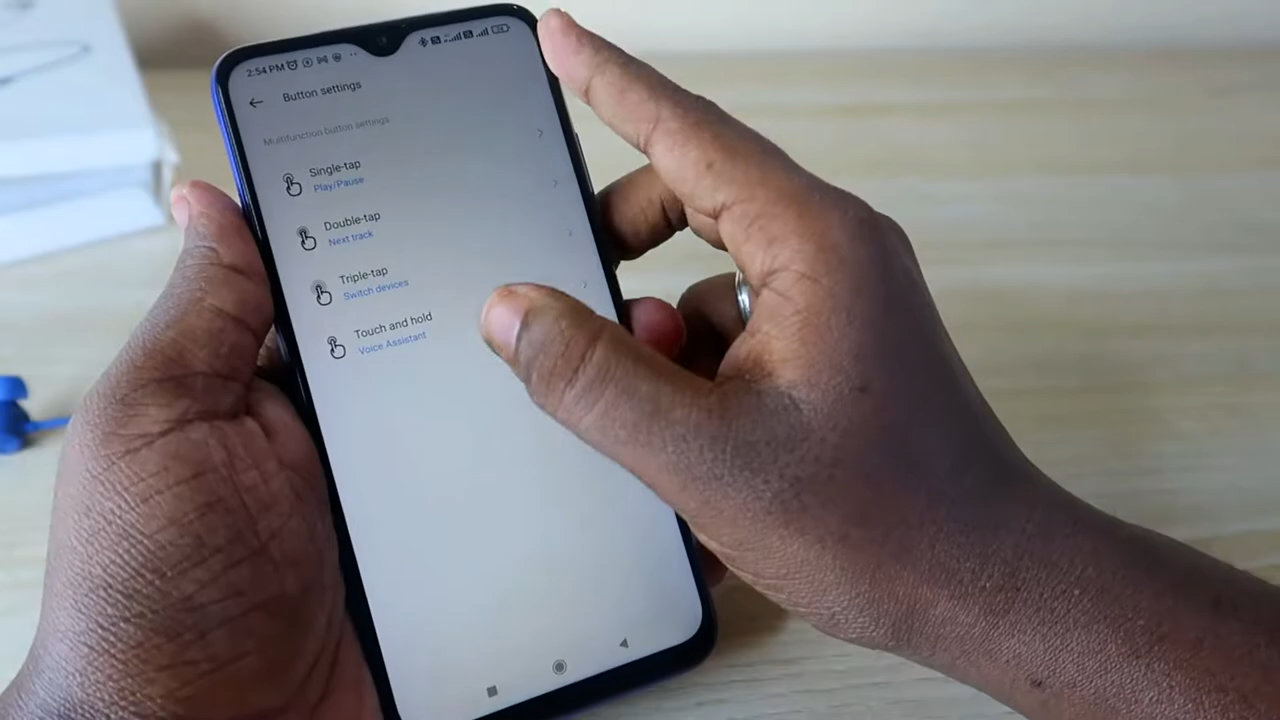 2:54 PM
Button settings
Multifunction button settings
Single-tap
Play/Pause
Double-tap
Next track
Triple-tap
Switch devices
Touch and hold
Voice Assistant